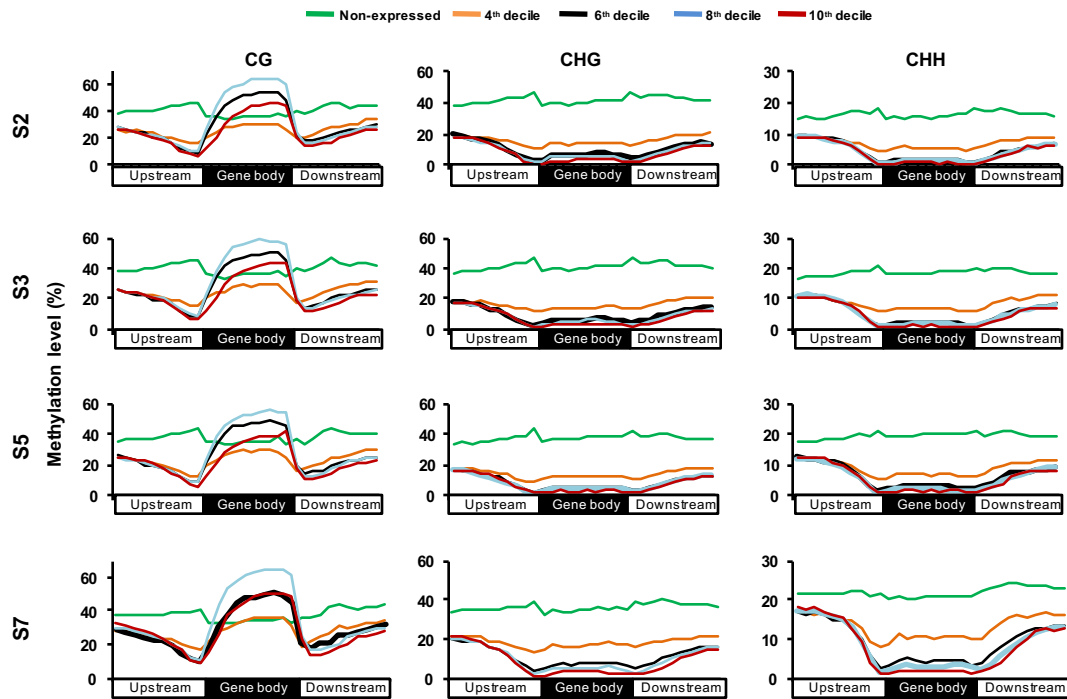 Non-expressed 4th decile 6th decile 8th decile 10th decile
CG CHG CHH
Methylation level (%)
S2
60
40
20
0
Upstream Gene body Downstream
60
40
20
0
Upstream Gene body Downstream
30
20
10
0
Upstream Gene body Downstream
S3
60
40
20
0
Upstream Gene body Downstream
60
40
20
0
Upstream Gene body Downstream
30
20
10
0
Upstream Gene body Downstream
S5
60
40
20
0
Upstream Gene body Downstream
60
40
20
0
Upstream Gene body Downstream
30
20
10
0
Upstream Gene body Downstream
S7
60
40
20
0
Upstream Gene body Downstream
60
40
20
0
Upstream Gene body Downstream
30
20
10
0
Upstream Gene body Downstream